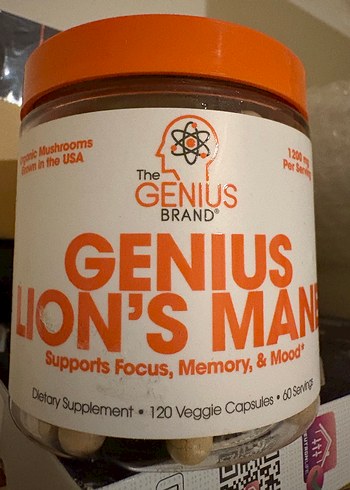 Organic Mushrooms
Grown in the USA
1200 mg
Per Serving
The
GENIUS
BRAND®
GENIUS
LION'S MANE
Supports Focus, Memory, & Mood*
Dietary Supplement • 120 Veggie Capsules • 60 Servings